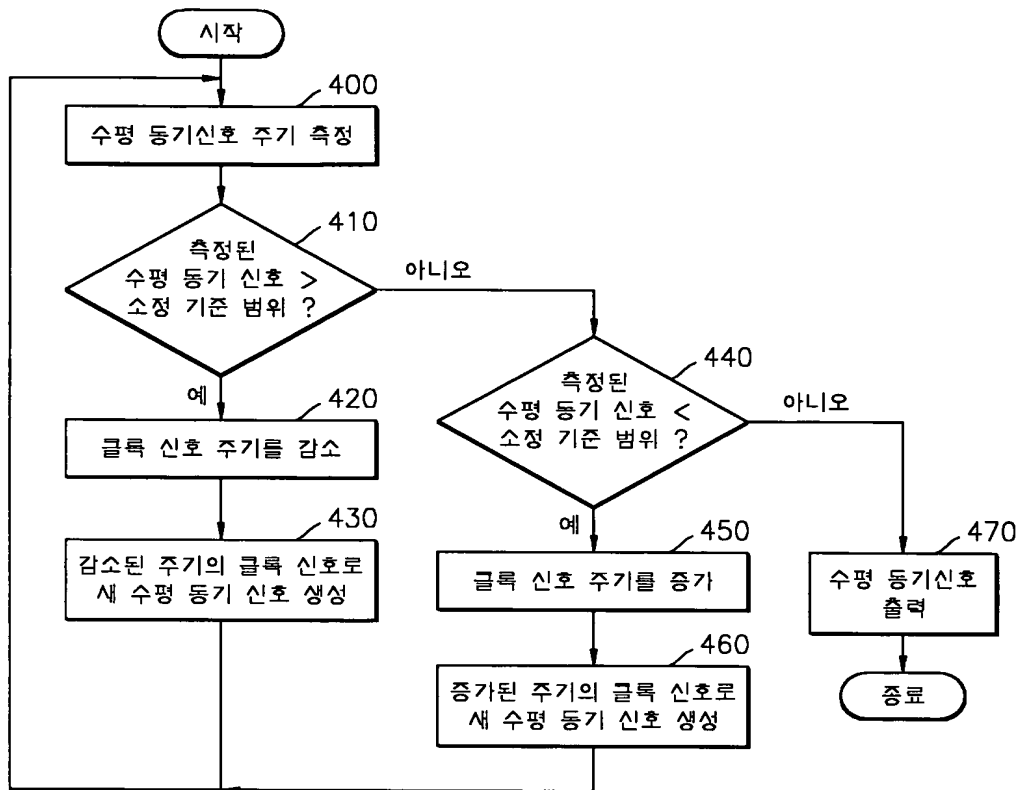 시작
400
수평 동기신호 주기 측정
410
측정된
수평 동기 신호 >
소정 기준 범위 ?
아니오
예
420
클록 신호 주기를 감소
430
감소된 주기의 클록 신호로
새 수평 동기 신호 생성
440
측정된
수평 동기 신호 <
소정 기준 범위 ?
아니오
예
450
클록 신호 주기를 증가
460
증가된 주기의 클록 신호로
새 수평 동기 신호 생성
470
수평 동기신호
출력
종료